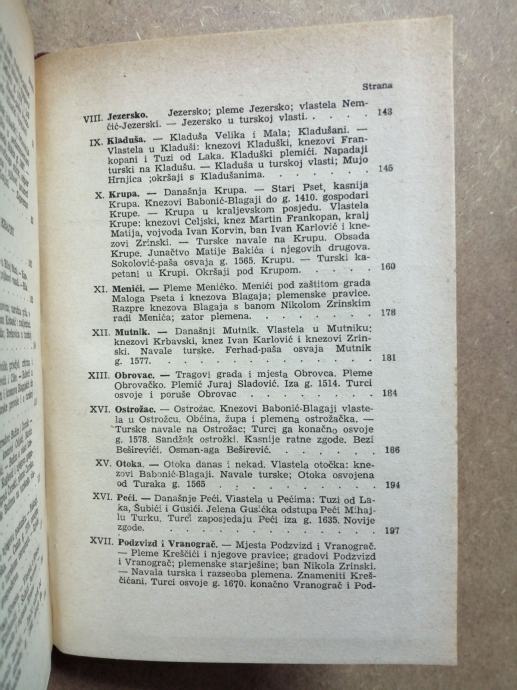 Strana
VIII. Jezersko. Jezersko; pleme Jezersko; vlastela Nem-
čić-Jezerski. — Jezersko u turskoj vlasti. . . . . . 143
IX. Kladuša. — Kladuša Velika i Mala; Kladušani. —
Vlastela u Kladuši: knezovi Kladuški, knezovi Fran-
kopani i Tuzi od Laka. Kladuški plemići. Napadaji
turski na Kladušu. — Kladuša u turskoj vlasti; Mujo
Hrnjica ;okršaji s Kladušanima. . . . . . . . 145
X. Krupa. — Današnja Krupa. — Stari Pset, kasnija
Krupa. Knezovi Babonić-Blagaji do g. 1410. gospodari
Krupe. — Krupa u kraljevskom posjedu. Vlastela
Krupe: knezovi Celjski, knez Martin Frankopan, kralj
Matija, vojvoda Ivan Korvin, ban Ivan Karlović i kne-
zovi Zrinski. — Turske navale na Krupu. Obsada
Krupe. Junačtvo Matije Bakića i njegovih drugova.
Sokolović-paša osvaja g. 1565. Krupu. — Turski ka-
petani u Krupi. Okršaji pod Krupom. . . . . . 160
XI. Menići. — Pleme Menićko. Menići pod zaštitom grada
Maloga Pseta i knezova Blagaja; plemenske pravice.
Razpre knezova Blagaja s banom Nikolom Zrinskim
radi Menića; zator plemena. . . . . . . . . 178
XII. Mutnik. — Današnji Mutnik. Vlastela u Mutniku;
knezovi Krbavski, knez Ivan Karlović i knezovi Zrin-
ski. Navale turske. Ferhad-paša osvaja Mutnik
g. 1577. . . . . . . . . . . . . . 181
XIII. Obrovac. — Tragovi grada i mjesta Obrovca. Pleme
Obrovačko. Plemić Juraj Sladović. Iza g. 1514. Turci
osvoje i poruše Obrovac . . . . . . . . . 184
XVI. Ostrožac. — Ostrožac. Knezovi Babonić-Blagaji vlaste-
la u Ostrožcu, Občina, župa i plemena ostrožačka. —
Turske navale na Ostrožac; Turci ga konačno osvoje
g. 1578. Sandžak ostrožki. Kasnije ratne zgode. Bezi
Beširevići. Osman-aga Beširević. . . . . . . 186
XV. Otoka. — Otoka danas i nekad. Vlastela otočka: kne-
zovi Babonić-Blagaji. Navale turske; Otoka osvojena
od Turaka g. 1565 . . . . . . . . . . . 194
XVI. Peći. — Današnje Peći. Vlastela u Pećima: Tuzi od La-
ka, Šubići i Gusići. Jelena Gusićka odstupa Peći Mihaj-
lu Turku. Turci zaposjedaju Peći iza g. 1635. Novije
zgode. . . . . . . . . . . . . . . 197
XVII. Podzvizd i Vranograč. — Mjesta Podzvizd i Vranograč.
— Pleme Kreščići i njegove pravice; gradovi Podzvizd
i Vranograč; plemenske starješine; ban Nikola Zrinski.
— Navala turska i razseoba plemena. Znameniti Kreš-
čićani. Turci osvoje g. 1670. konačno Vranograč i Pod-